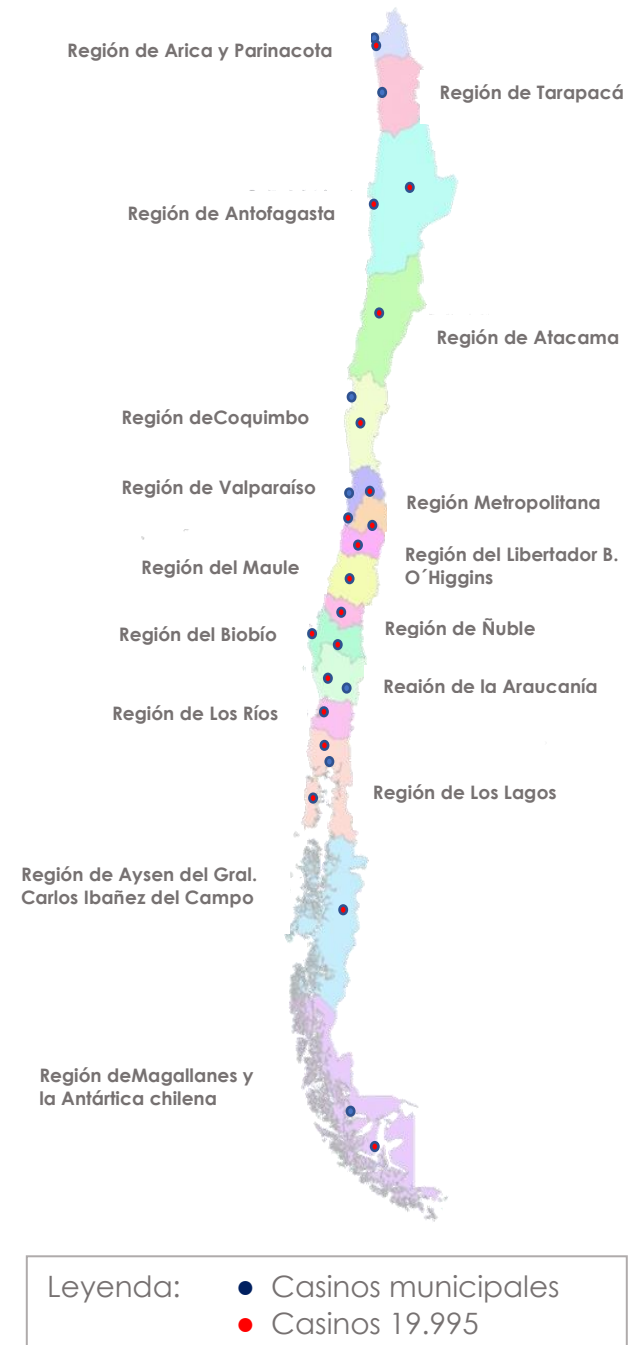 Región de Arica y Parinacota
Región de Tarapacá
Región de Antofagasta
Región de Atacama
Región deCoquimbo
Región de Valparaíso
Región Metropolitana
Región del Libertador B.
O´Higgins
Región del Maule
Región de Ñuble
Región del Biobío
Reaión de la Araucanía
Región de Los Ríos
Región de Los Lagos
Región de Aysen del Gral.
Carlos Ibañez del Campo
Región deMagallanes y
la Antártica chilena
Leyenda:
Casinos municipales
Casinos 19.995